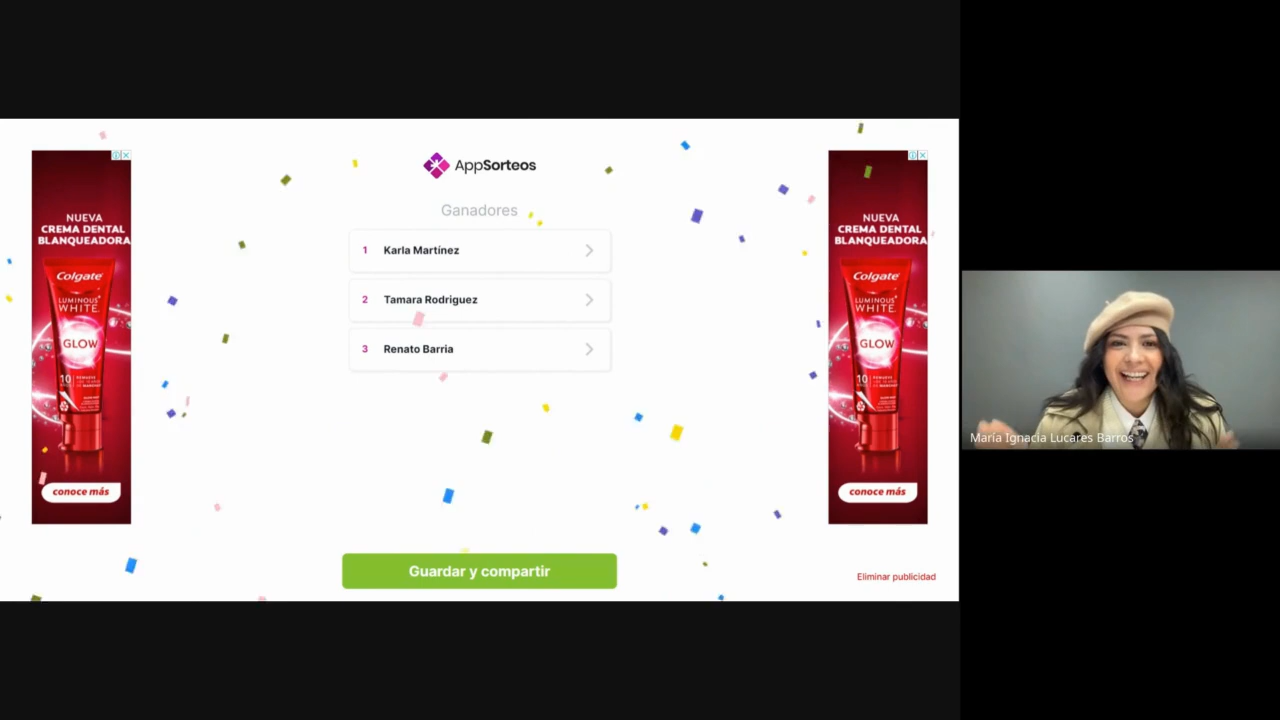 AppSorteos
Ganadores
1 Karla Martínez
2 Tamara Rodriguez
3 Renato Barria
Guardar y compartir
Eliminar publicidad
NUEVA
CREMA DENTAL
BLANQUEADORA
Colgate
LUMINOUS
WHITE
GLOW
10
conoce más
NUEVA
CREMA DENTAL
BLANQUEADORA
Colgate
LUMINOUS
WHITE
GLOW
10
conoce más
María Ignacia Lucares Barros